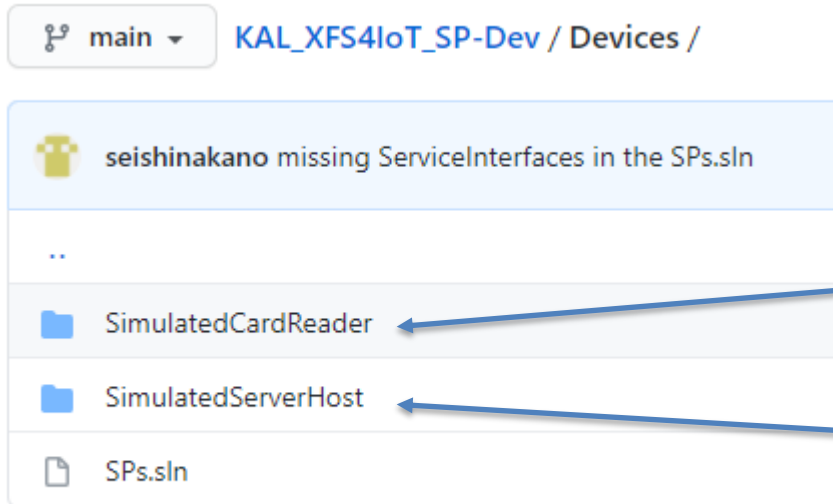 main KAL_XFS4IoT_SP-Dev / Devices /
seishinakano missing ServiceInterfaces in the SPs.sln
..
SimulatedCardReader
SimulatedServerHost
SPs.sln